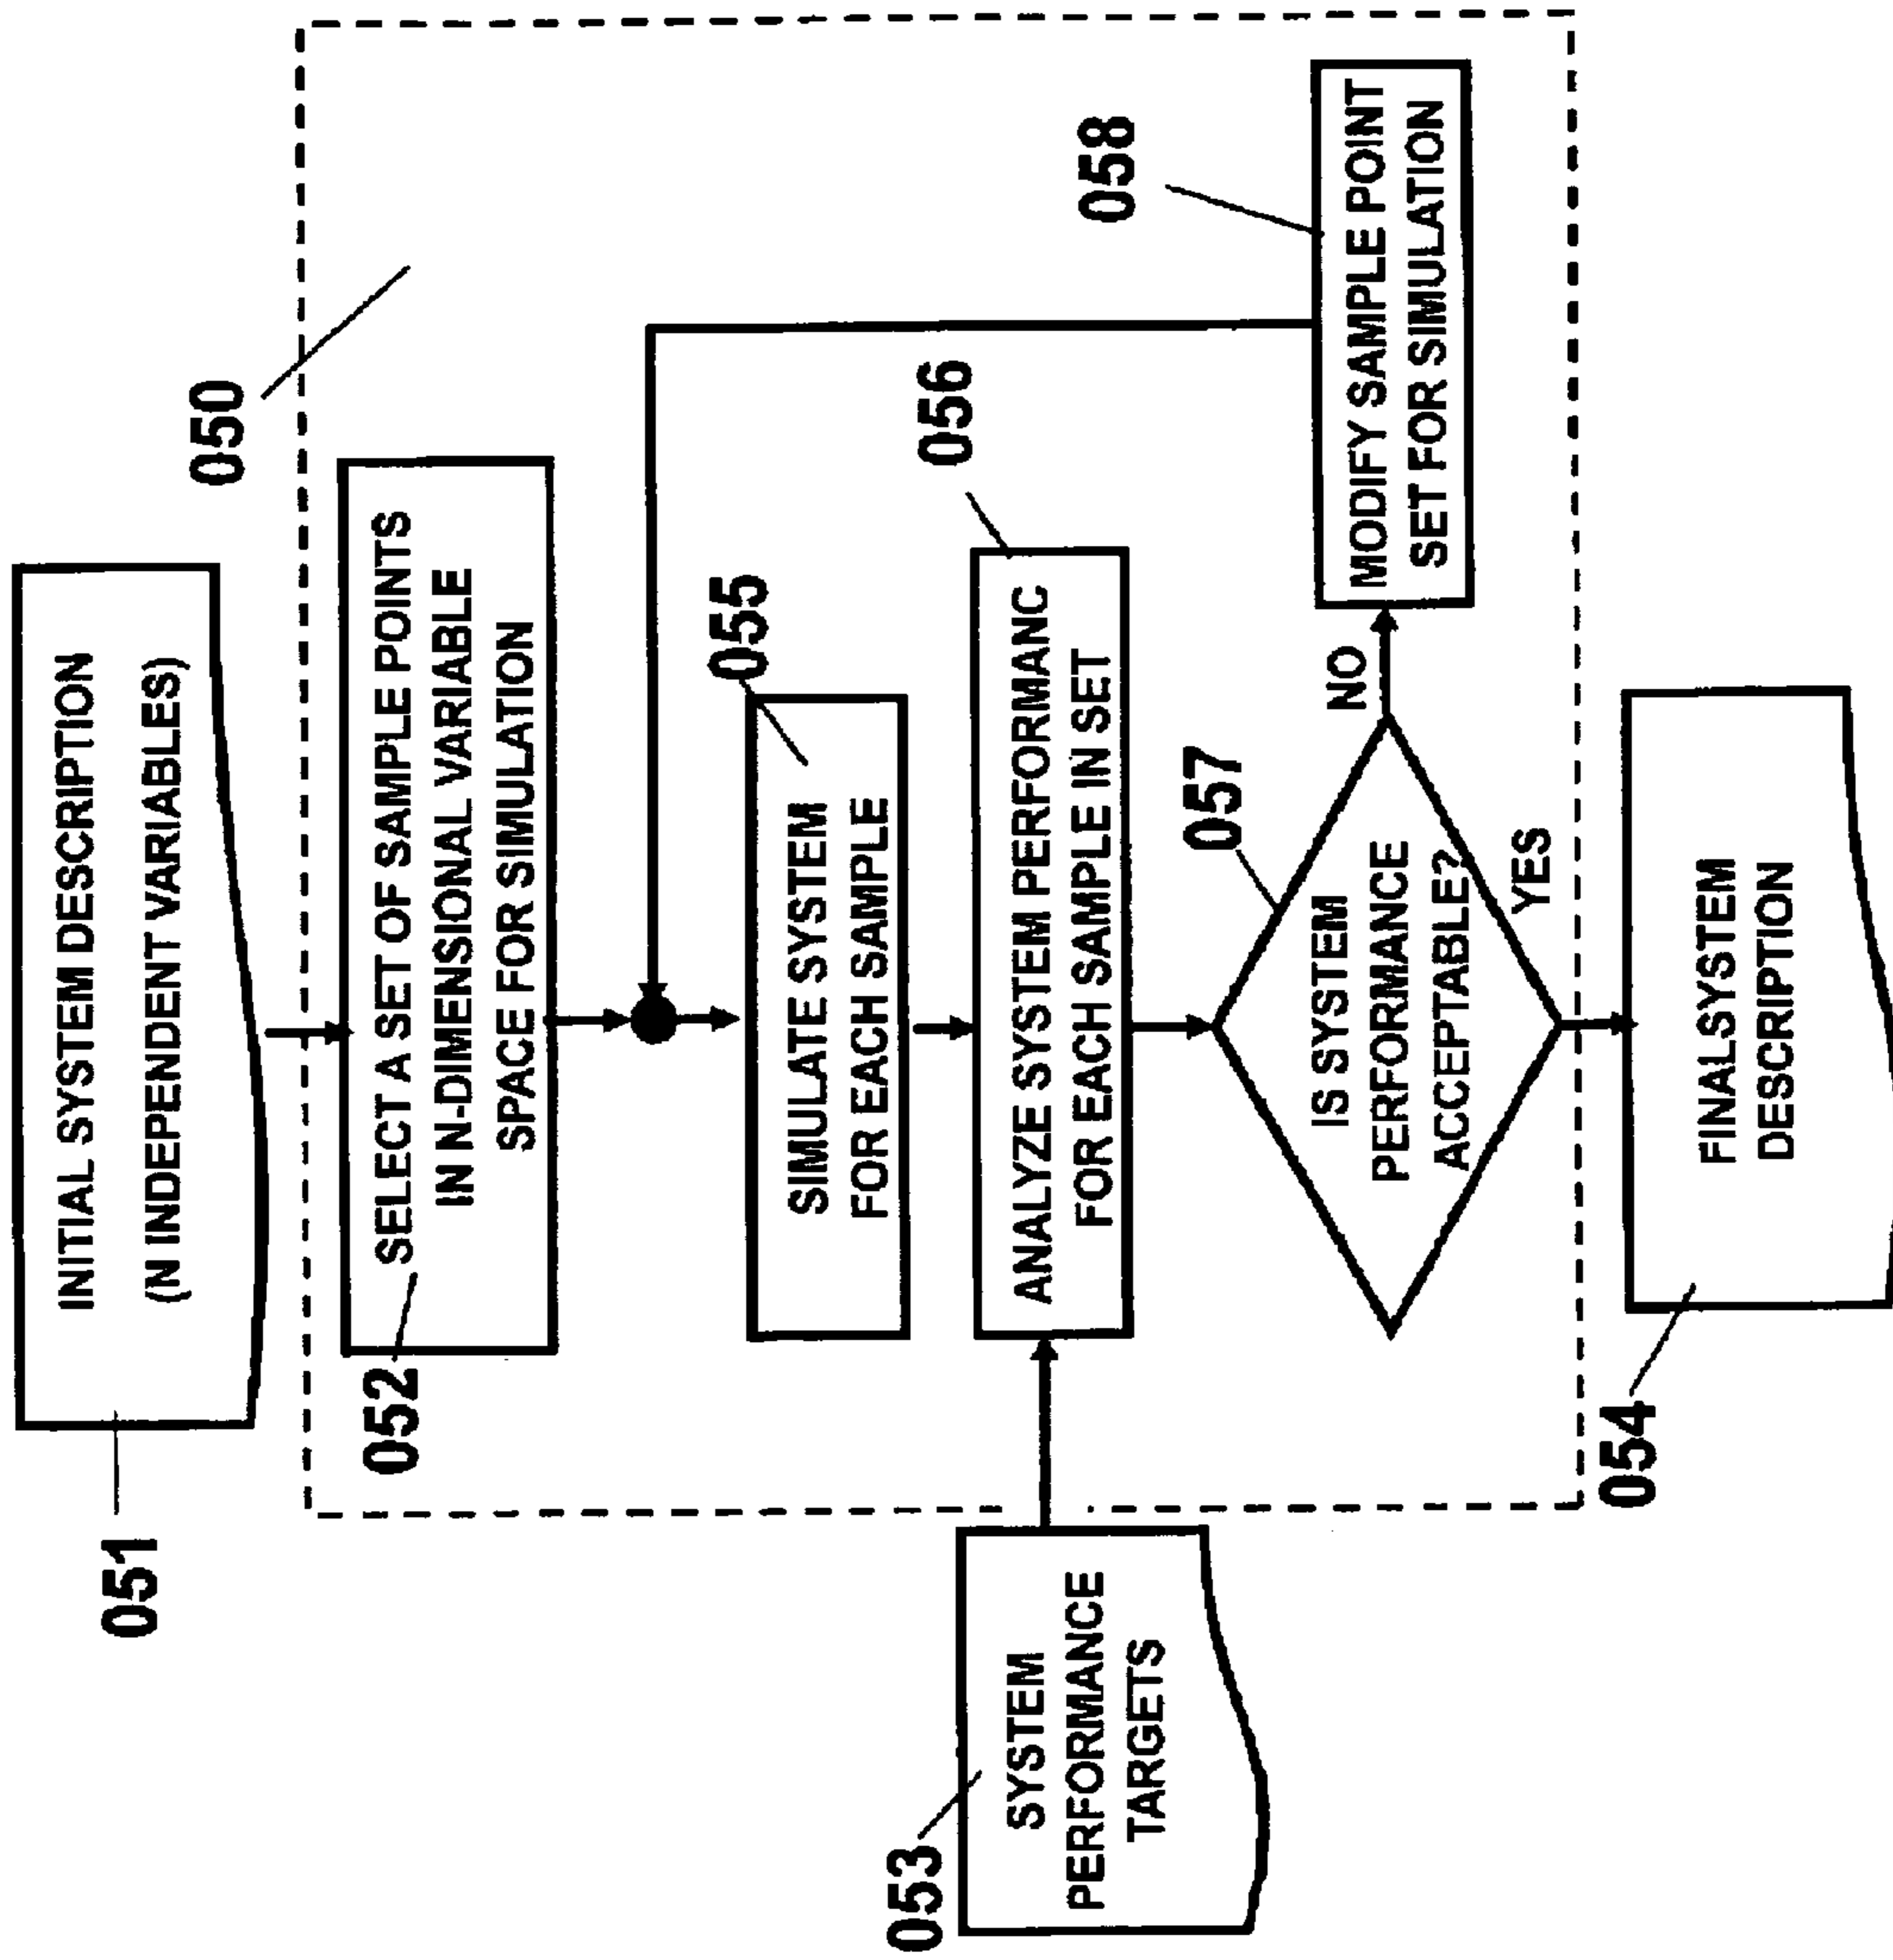 051
INITIAL SYSTEM DESCRIPTION
(N INDEPENDENT VARIABLES)
050
052
SELECT A SET OF SAMPLE POINTS
IN N-DIMENSIONAL VARIABLE
SPACE FOR SIMULATION
055
SIMULATE SYSTEM
FOR EACH SAMPLE
053
SYSTEM
PERFORMANCE
TARGETS
056
ANALYZE SYSTEM PERFORMANC
FOR EACH SAMPLE IN SET
057
IS SYSTEM
PERFORMANCE
ACCEPTABLE?
NO
YES
058
MODIFY SAMPLE POINT
SET FOR SIMULATION
054
FINALSYSTEM
DESCRIPTION